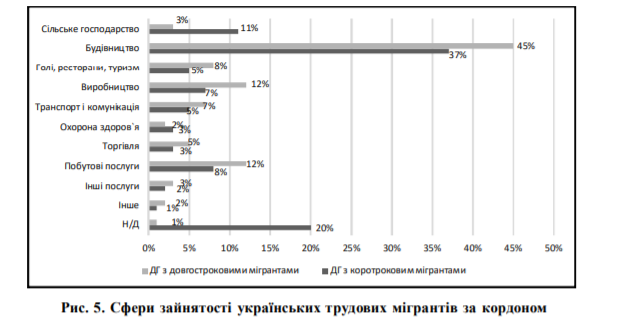 3%
Сільське господарство 11%
Будівництво 45%
37%
Голі, ресторани, туризм 8%
5%
Виробництво 12%
7%
Транспорт і комунікація 7%
5%
Охорона здоров`я 2%
3%
Торгівля 5%
3%
Побутові послуги 12%
8%
Інші послуги 3%
2%
Інше 2%
1%
Н/Д 1%
20%
0% 5% 10% 15% 20% 25% 30% 35% 40% 45% 50%
ДГ з довгостроковими мігрантами ДГ з коротроковим мігрантами
Рис. 5. Сфери зайнятості українських трудових мігрантів за кордоном